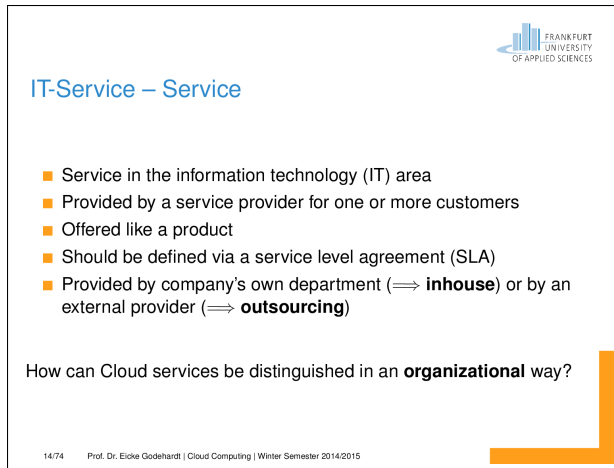 FRANKFURT
UNIVERSITY
OF APPLIED SCIENCES
IT-Service – Service
Service in the information technology (IT) area
Provided by a service provider for one or more customers
Offered like a product
Should be defined via a service level agreement (SLA)
Provided by company's own department (⟹ inhouse) or by an
external provider (⟹ outsourcing)
How can Cloud services be distinguished in an organizational way?
14/74 Prof. Dr. Eicke Godehardt | Cloud Computing | Winter Semester 2014/2015